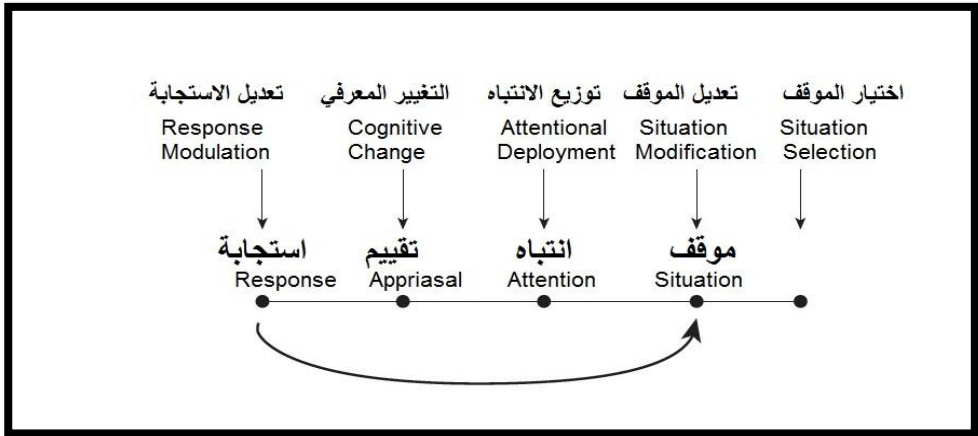 اختيار الموقف
Situation
Selection
تعديل الموقف
Situation
Modification
توزيع الانتباه
Attentional
Deployment
التغيير المعرفي
Cognitive
Change
تعديل الاستجابة
Response
Modulation
موقف
Situation
انتباه
Attention
تقييم
Appriasal
استجابة
Response